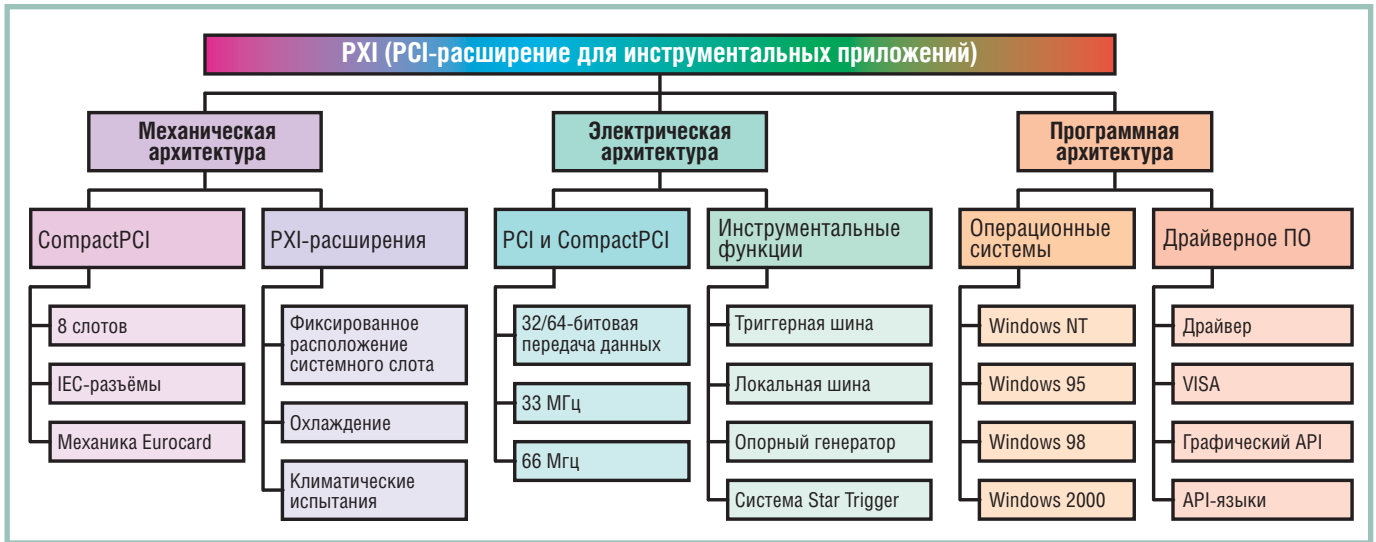 PXI (PCI-расширение для инструментальных приложений)
Механическая
архитектура
Электрическая
архитектура
Программная
архитектура
CompactPCI
PXI-расширения
PCI и CompactPCI
Инструментальные
функции
Операционные
системы
Драйверное ПО
8 слотов
IEC-разъёмы
Механика Eurocard
Фиксированное
расположение
системного слота
Охлаждение
Климатические
испытания
32/64-битовая
передача данных
33 МГц
66 Мгц
Триггерная шина
Локальная шина
Опорный генератор
Система Star Trigger
Windows NT
Windows 95
Windows 98
Windows 2000
Драйвер
VISA
Графический API
API-языки